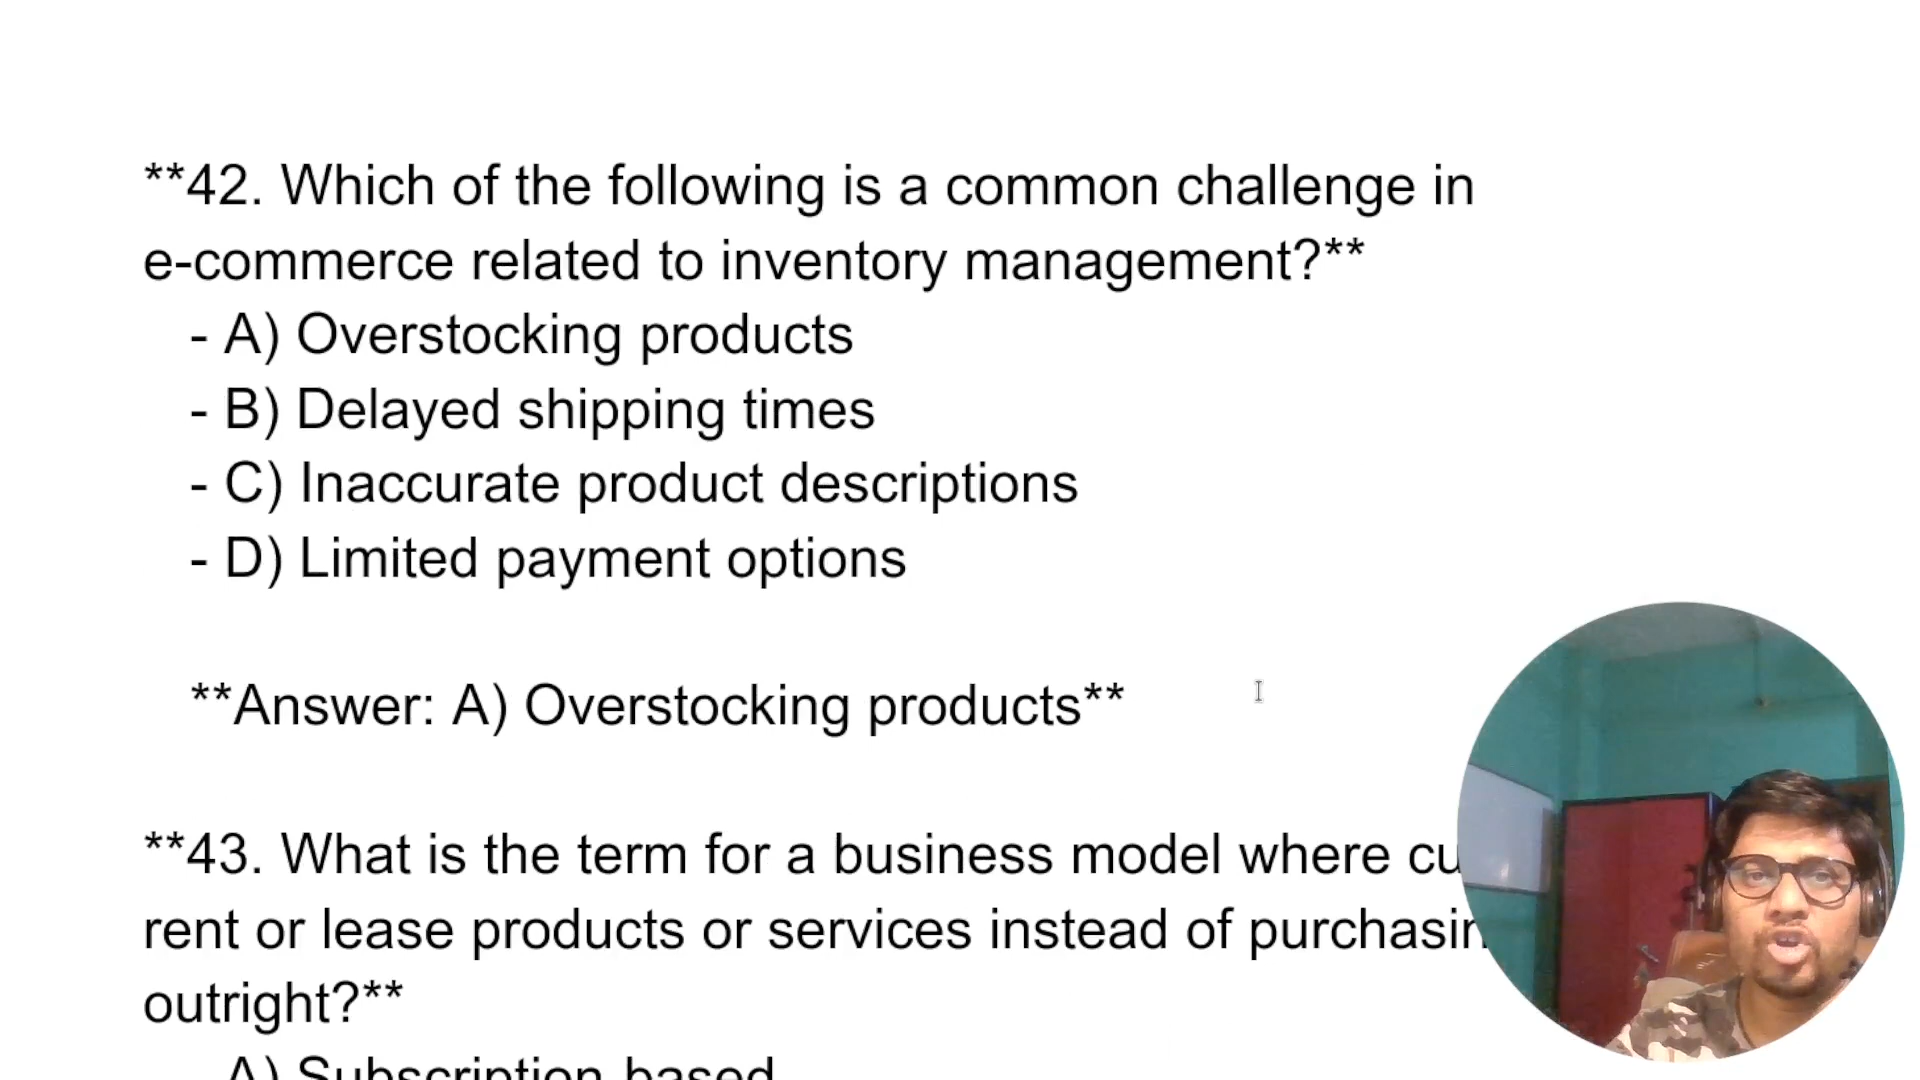 **42. Which of the following is a common challenge in
e-commerce related to inventory management?**
- A) Overstocking products
- B) Delayed shipping times
- C) Inaccurate product descriptions
- D) Limited payment options
**Answer: A) Overstocking products**
**43. What is the term for a business model where
rent or lease products or services instead of
outright?**
A) Subscription-based